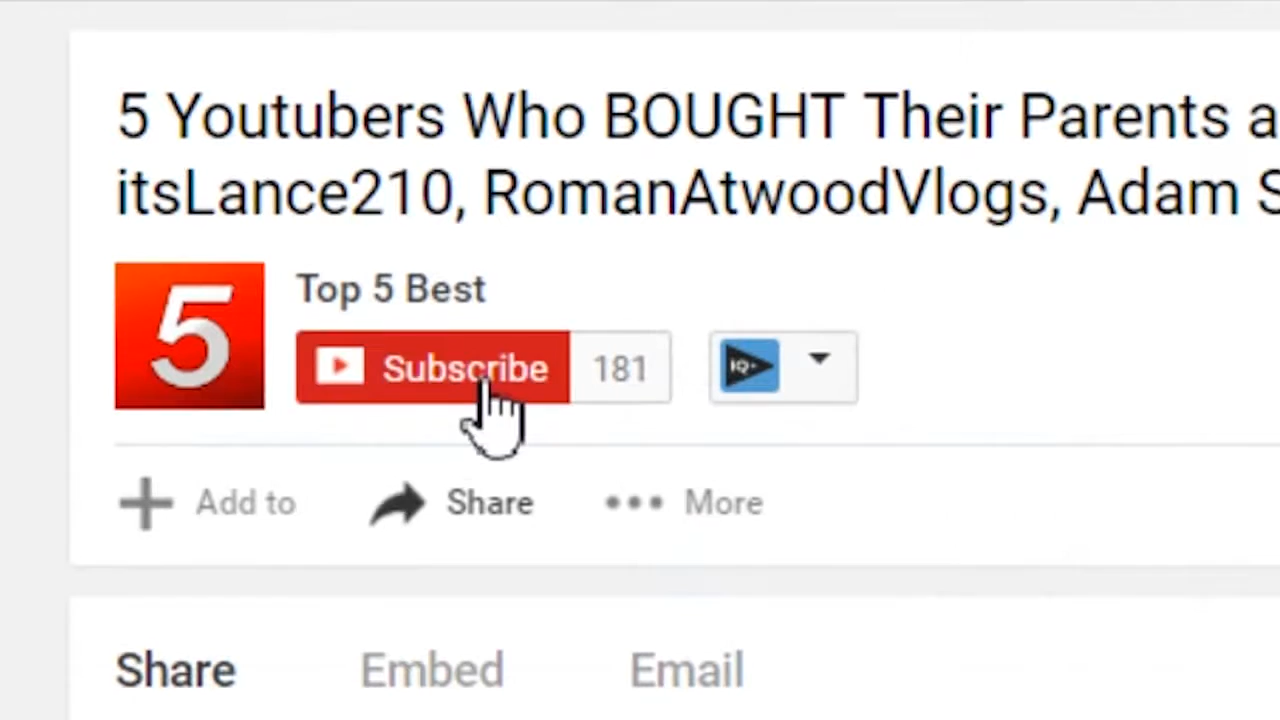 5 Youtubers Who BOUGHT Their Parents a
itsLance210, RomanAtwoodVlogs, Adam S
5
Top 5 Best
Subscribe 181
IQ+
Add to Share More
Share Embed Email